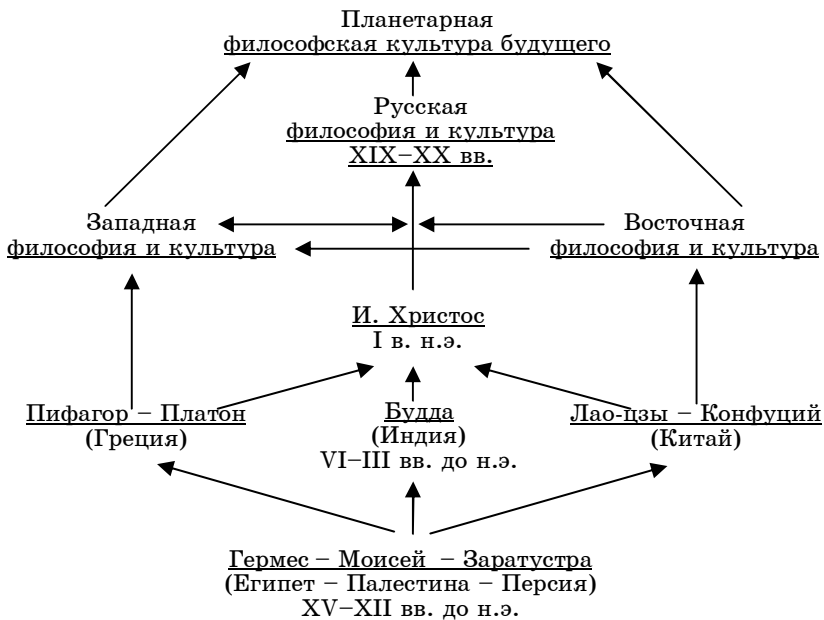 Планетарная
философская культура будущего
Русская
философия и культура
XIX–XX вв.
Западная
философия и культура
Восточная
философия и культура
И. Христос
I в. н.э.
Пифагор – Платон
(Греция)
Будда
(Индия)
VI–III вв. до н.э.
Лао-цзы – Конфуций
(Китай)
Гермес – Моисей – Заратустра
(Египет – Палестина – Персия)
XV–XII вв. до н.э.